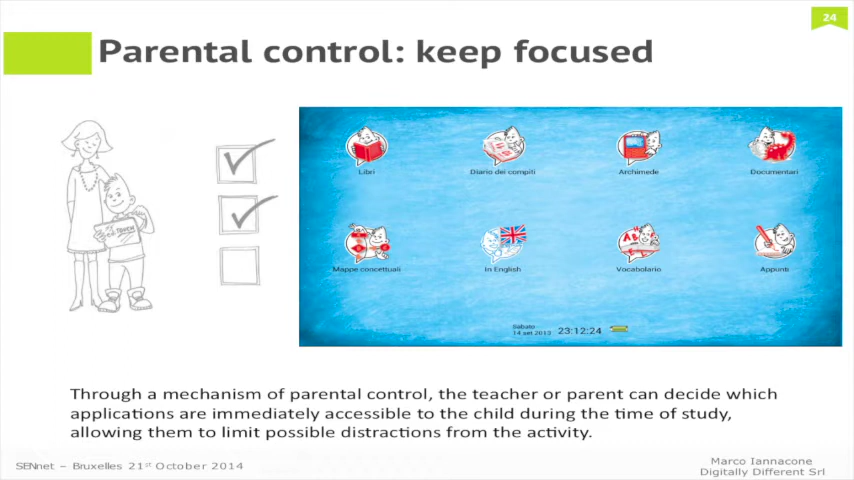 24
Parental control: keep focused
Libri
Diario dei compiti
Archimede
Documentari
Mappe concettuali
In English
Vocabolario
Appunti
Sabato
14 set 2013 23:12:24
Through a mechanism of parental control, the teacher or parent can decide which
applications are immediately accessible to the child during the time of study,
allowing them to limit possible distractions from the activity.
SENnet – Bruxelles 21st October 2014
Marco Iannacone
Digitally Different Srl